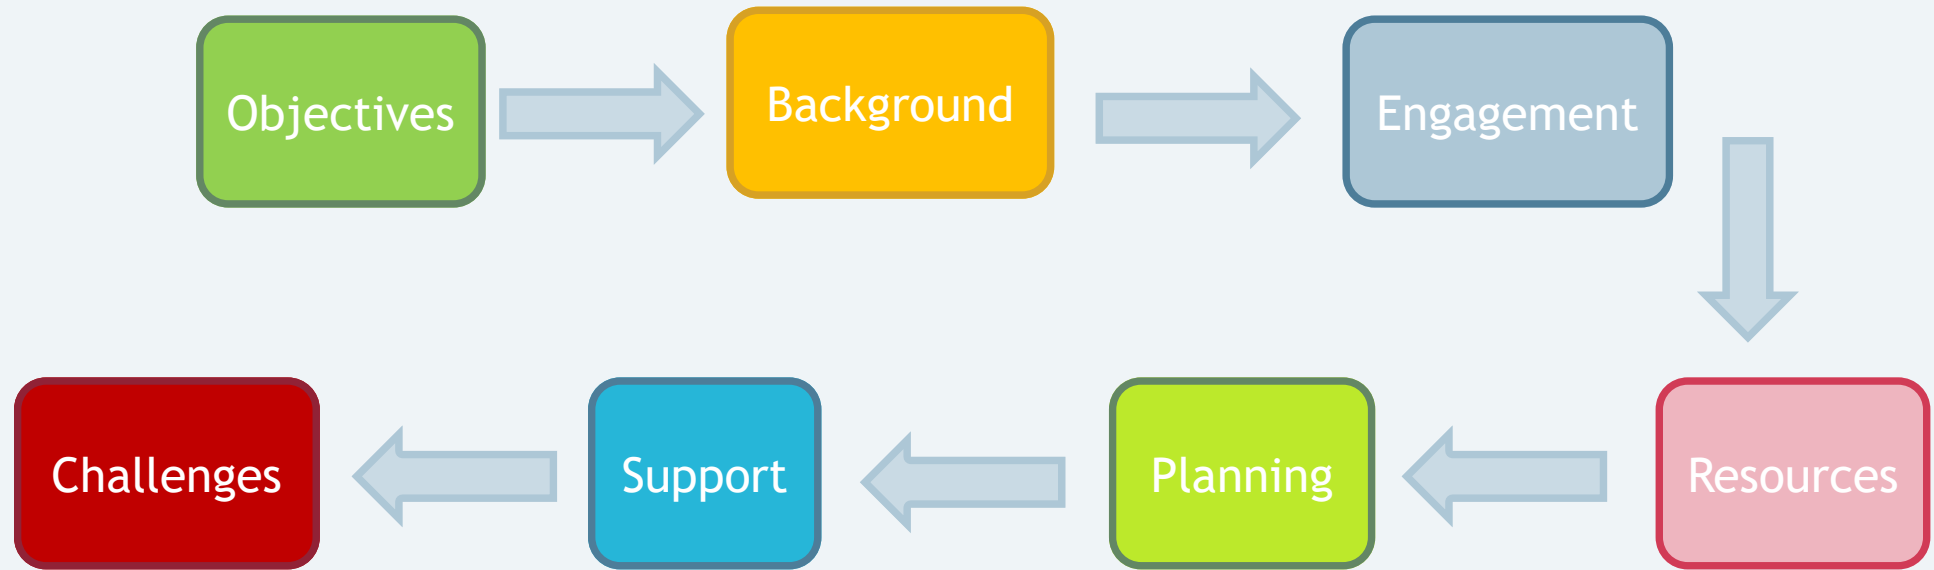 Objectives
Background
Engagement
Resources
Planning
Support
Challenges